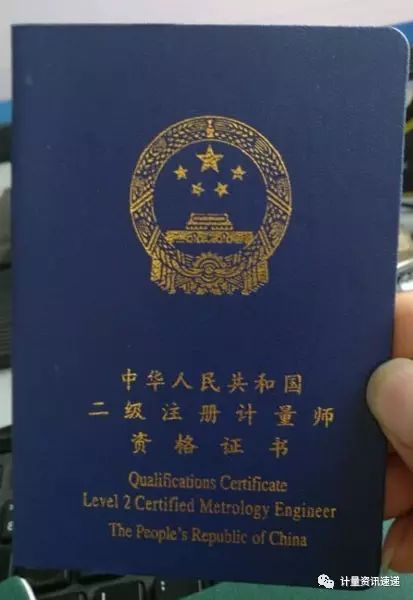 中华人民共和国
二级注册计量师
资格证书
Qualifications Certificate
Level 2 Certified Metrology Engineer
The People's Republic of China
计量资讯速递